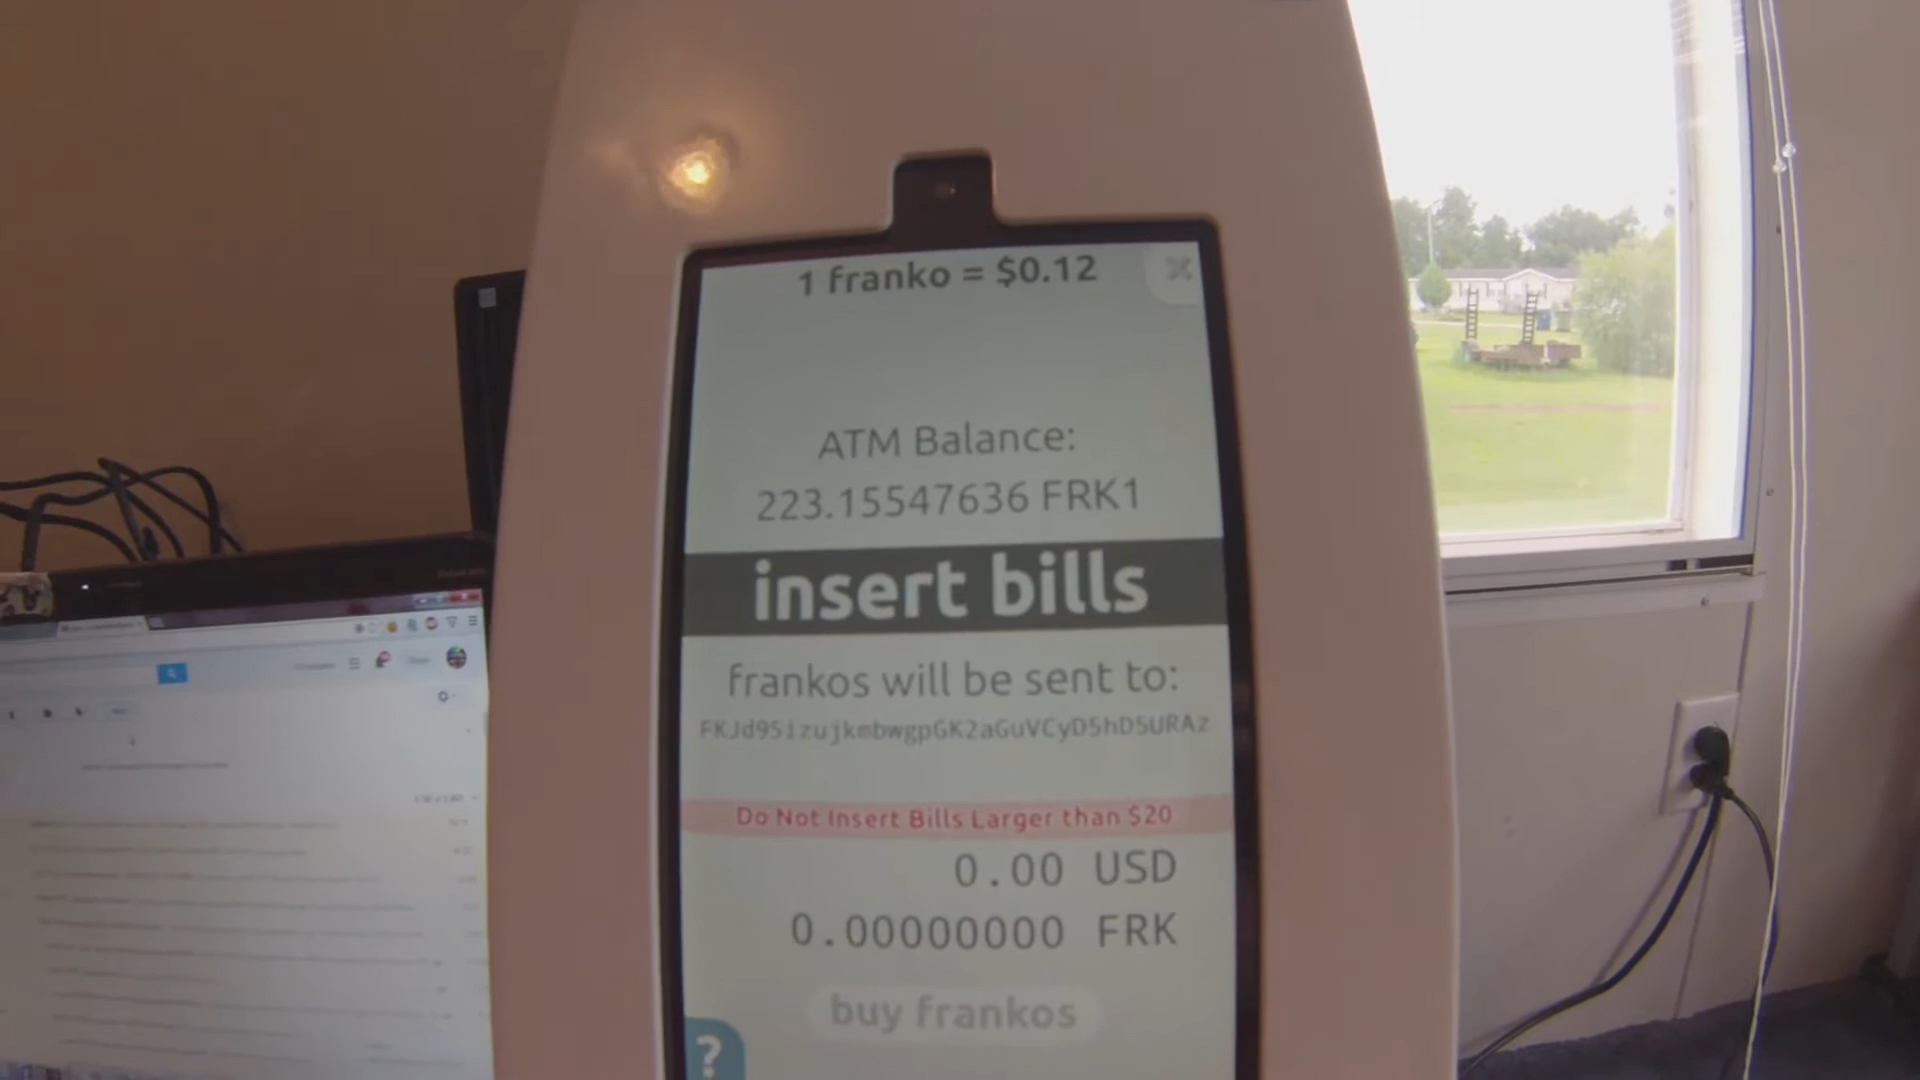 1 franko = $0.12
ATM Balance:
223.15547636 FRK1
insert bills
frankos will be sent to:
FKJd95izujkmbwgpGK2aGuVCyD5hD5URAz
Do Not Insert Bills Larger than $20
0.00 USD
0.00000000 FRK
buy frankos
?